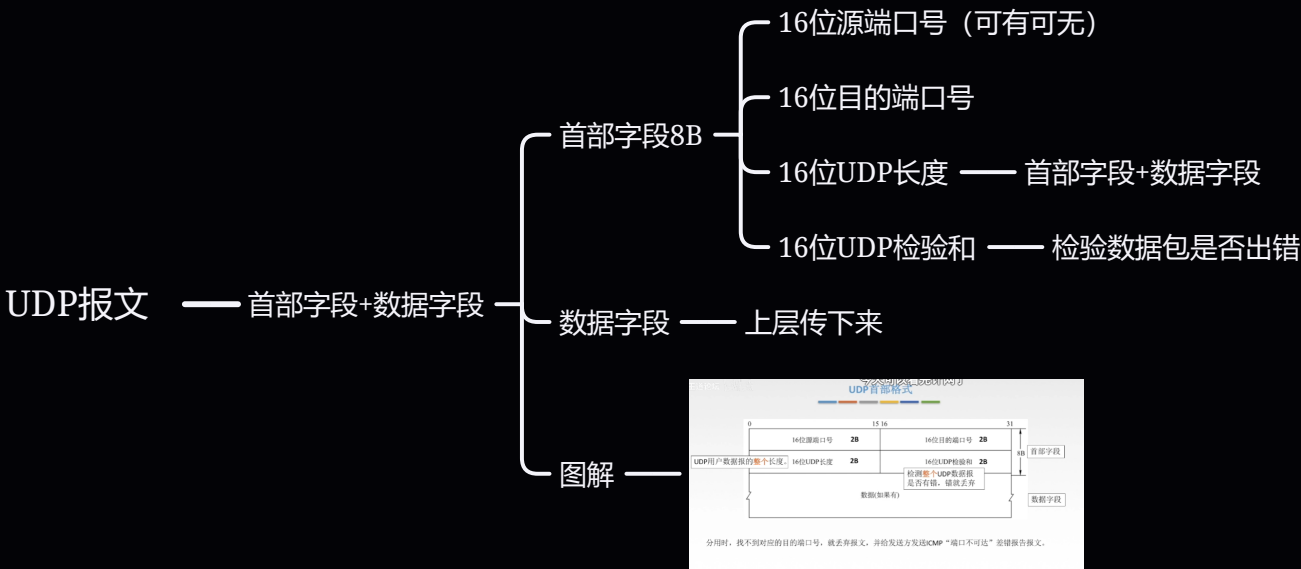 16位源端口号（可有可无）
16位目的端口号
首部字段8B
16位UDP长度
首部字段+数据字段
16位UDP检验和
检验数据包是否出错
UDP报文
首部字段+数据字段
数据字段
上层传下来
图解
UDP首部格式
0
15 16
31
16位源端口号 2B
16位目的端口号 2B
8B
首部字段
UDP用户数据报的整个长度。
16位UDP长度 2B
16位UDP检验和 2B
检测整个UDP数据报
是否有错，错就丢弃
数据(如果有)
数据字段
分用时，找不到对应的目的端口号，就丢弃报文，并给发送方发送ICMP“端口不可达”差错报告报文。